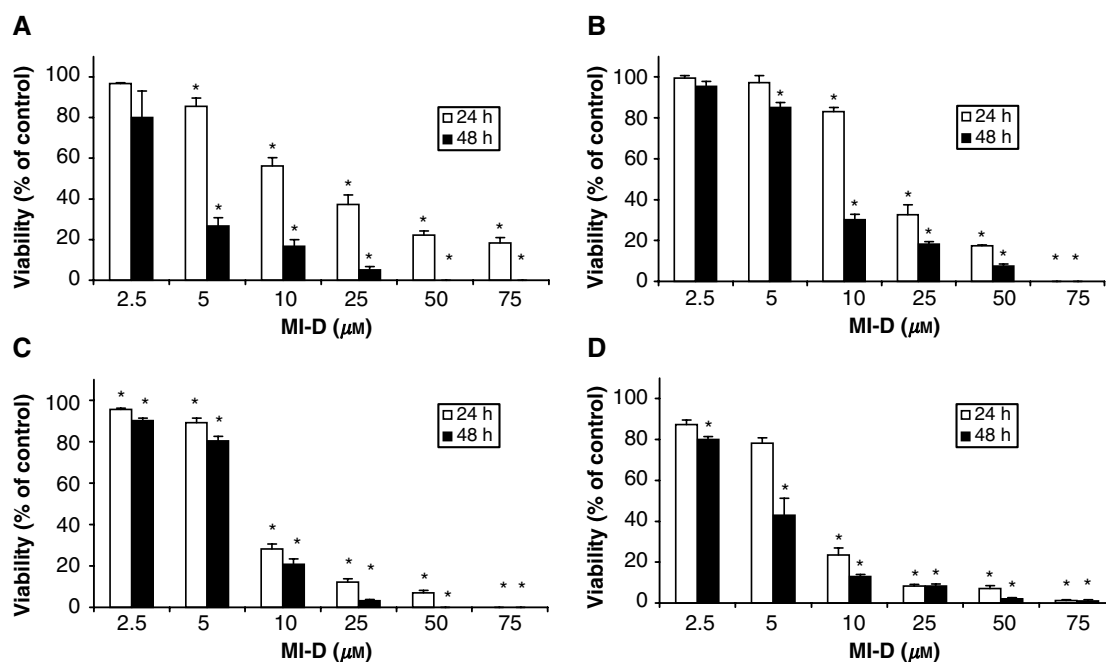 A
Viability (% of control)
100
80
60
40
20
0
* * * * * * * * * *
24 h
48 h
2.5 5 10 25 50 75
MI-D (μM)
B
Viability (% of control)
100
80
60
40
20
0
* * * * * * * * *
24 h
48 h
2.5 5 10 25 50 75
MI-D (μM)
C
Viability (% of control)
100
80
60
40
20
0
* * * * * * * * * * * *
24 h
48 h
2.5 5 10 25 50 75
MI-D (μM)
D
Viability (% of control)
100
80
60
40
20
0
* * * * * * * * * *
24 h
48 h
2.5 5 10 25 50 75
MI-D (μM)